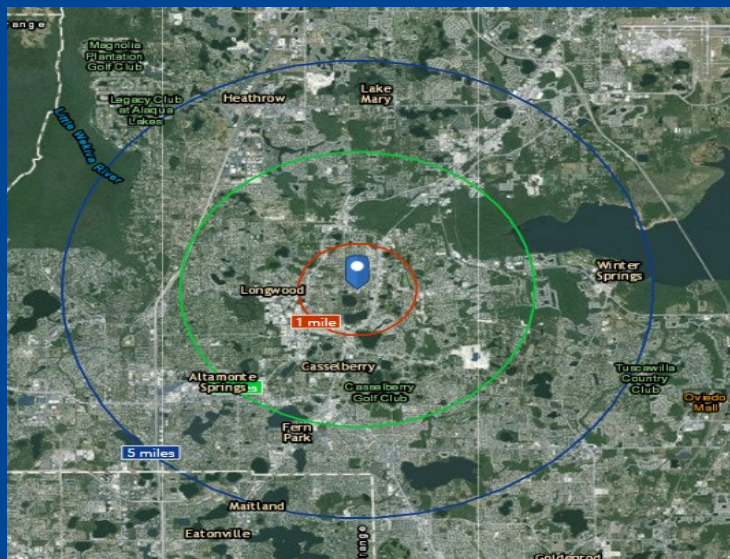 Magnolia
Plantation
Golf Club
Legacy Club
at Alaqua
Lakes
Heathrow
Lake
Mary
Little Wekiva River
Winter
Springs
Longwood
1 mile
Casselberry
Altamonte
Springs
Casselberry
Golf Club
Tuscawilla
Country
Club
Oviedo
Mall
Fern
Park
5 miles
Maitland
Eatonville